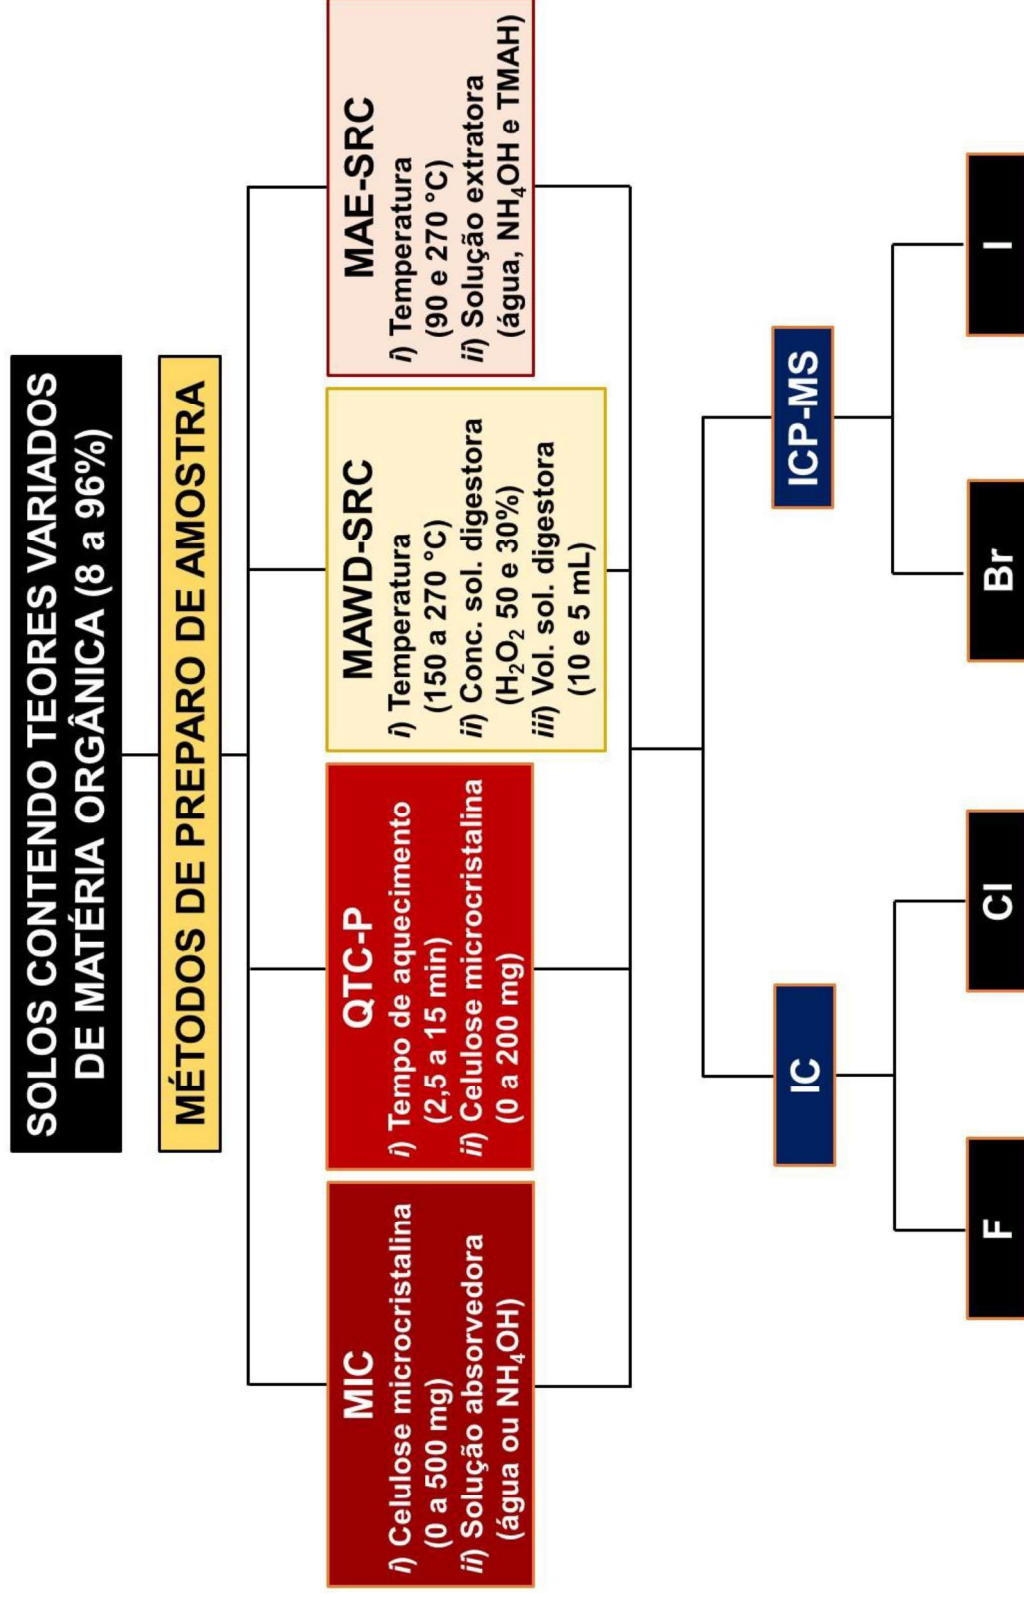 SOLOS CONTENDO TEORES VARIADOS
DE MATÉRIA ORGÂNICA (8 a 96%)
MÉTODOS DE PREPARO DE AMOSTRA
MIC
i) Celulose microcristalina
(0 a 500 mg)
ii) Solução absorvedora
(água ou NH₄OH)
QTC-P
i) Tempo de aquecimento
(2,5 a 15 min)
ii) Celulose microcristalina
(0 a 200 mg)
MAWD-SRC
i) Temperatura
(150 a 270 °C)
ii) Conc. sol. digestora
(H₂O₂ 50 e 30%)
iii) Vol. sol. digestora
(10 e 5 mL)
MAE-SRC
i) Temperatura
(90 e 270 °C)
ii) Solução extratora
(água, NH₄OH e TMAH)
IC
ICP-MS
F
Cl
Br
I